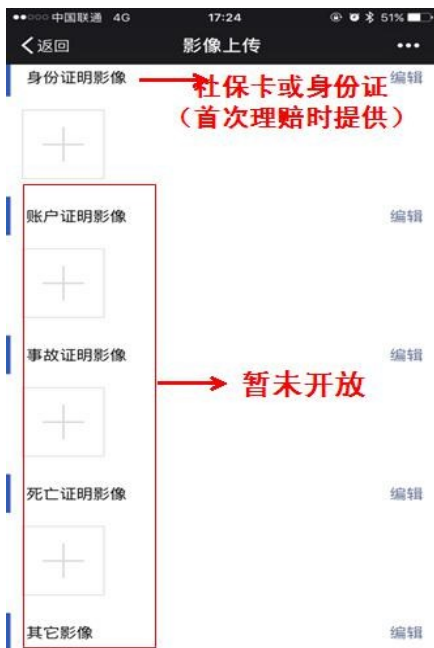 中国联通 4G 17:24 51%
返回 影像上传
身份证明影像 社保卡或身份证 编辑
（首次理赔时提供）
账户证明影像 编辑
事故证明影像 编辑
暂未开放
死亡证明影像 编辑
其它影像 编辑